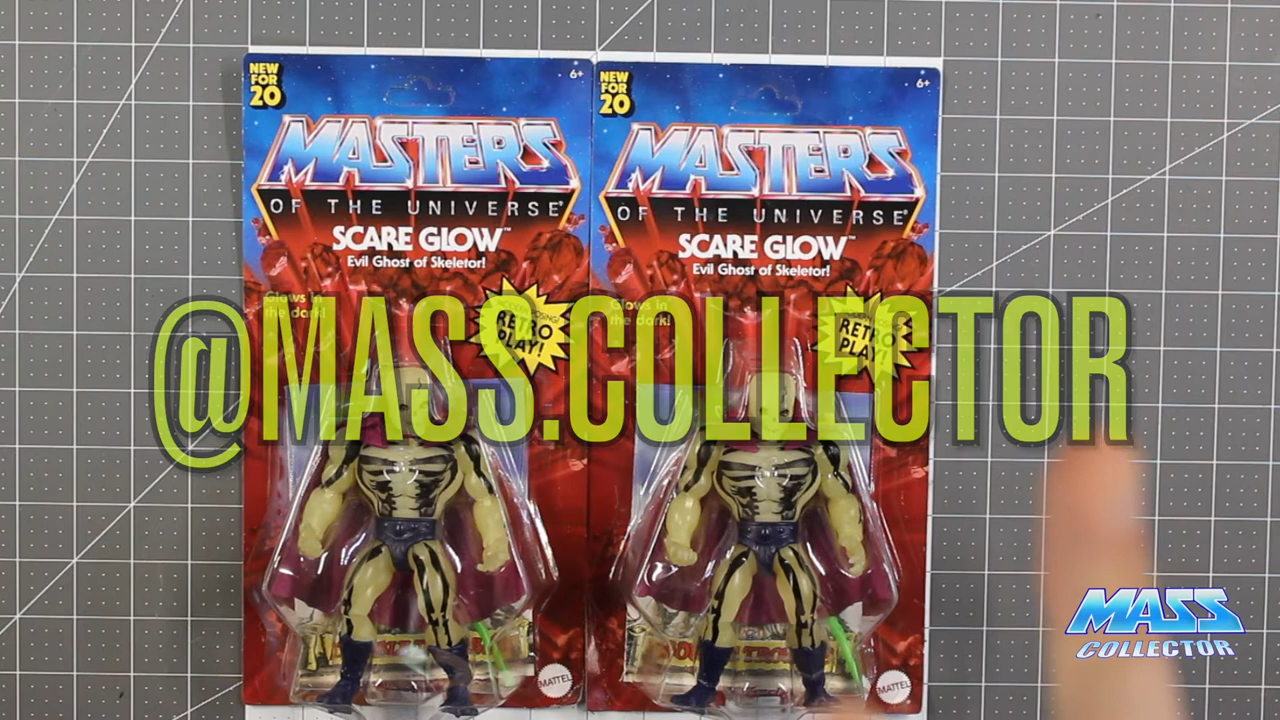 NEW
FOR
20
6+
MASTERS
OF THE UNIVERSE®
SCARE GLOW™
Evil Ghost of Skeletor!
Glows in
the dark!
RETRO
PLAY!
MATTEL
NEW
FOR
20
6+
MASTERS
OF THE UNIVERSE®
SCARE GLOW™
Evil Ghost of Skeletor!
Glows in
the dark!
RETRO
PLAY!
MATTEL
@MASS.COLLECTOR
MASS
COLLECTOR